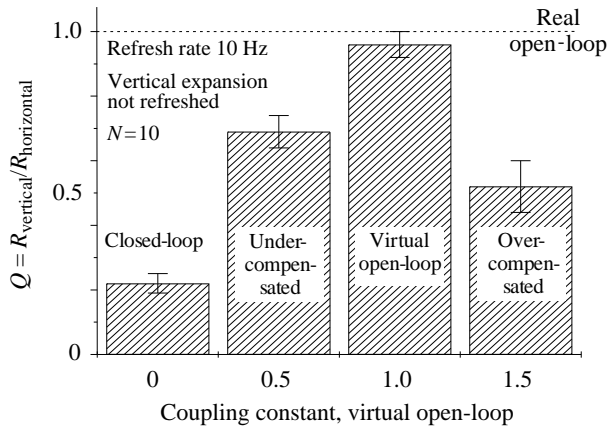 Real
open-loop
1.0
Refresh rate 10 Hz
Vertical expansion
not refreshed
N=10
0.5
0
Q = Rvertical/Rhorizontal
Closed-loop
Under-
compen-
sated
Virtual
open-loop
Over-
compen-
sated
0
0.5
1.0
1.5
Coupling constant, virtual open-loop